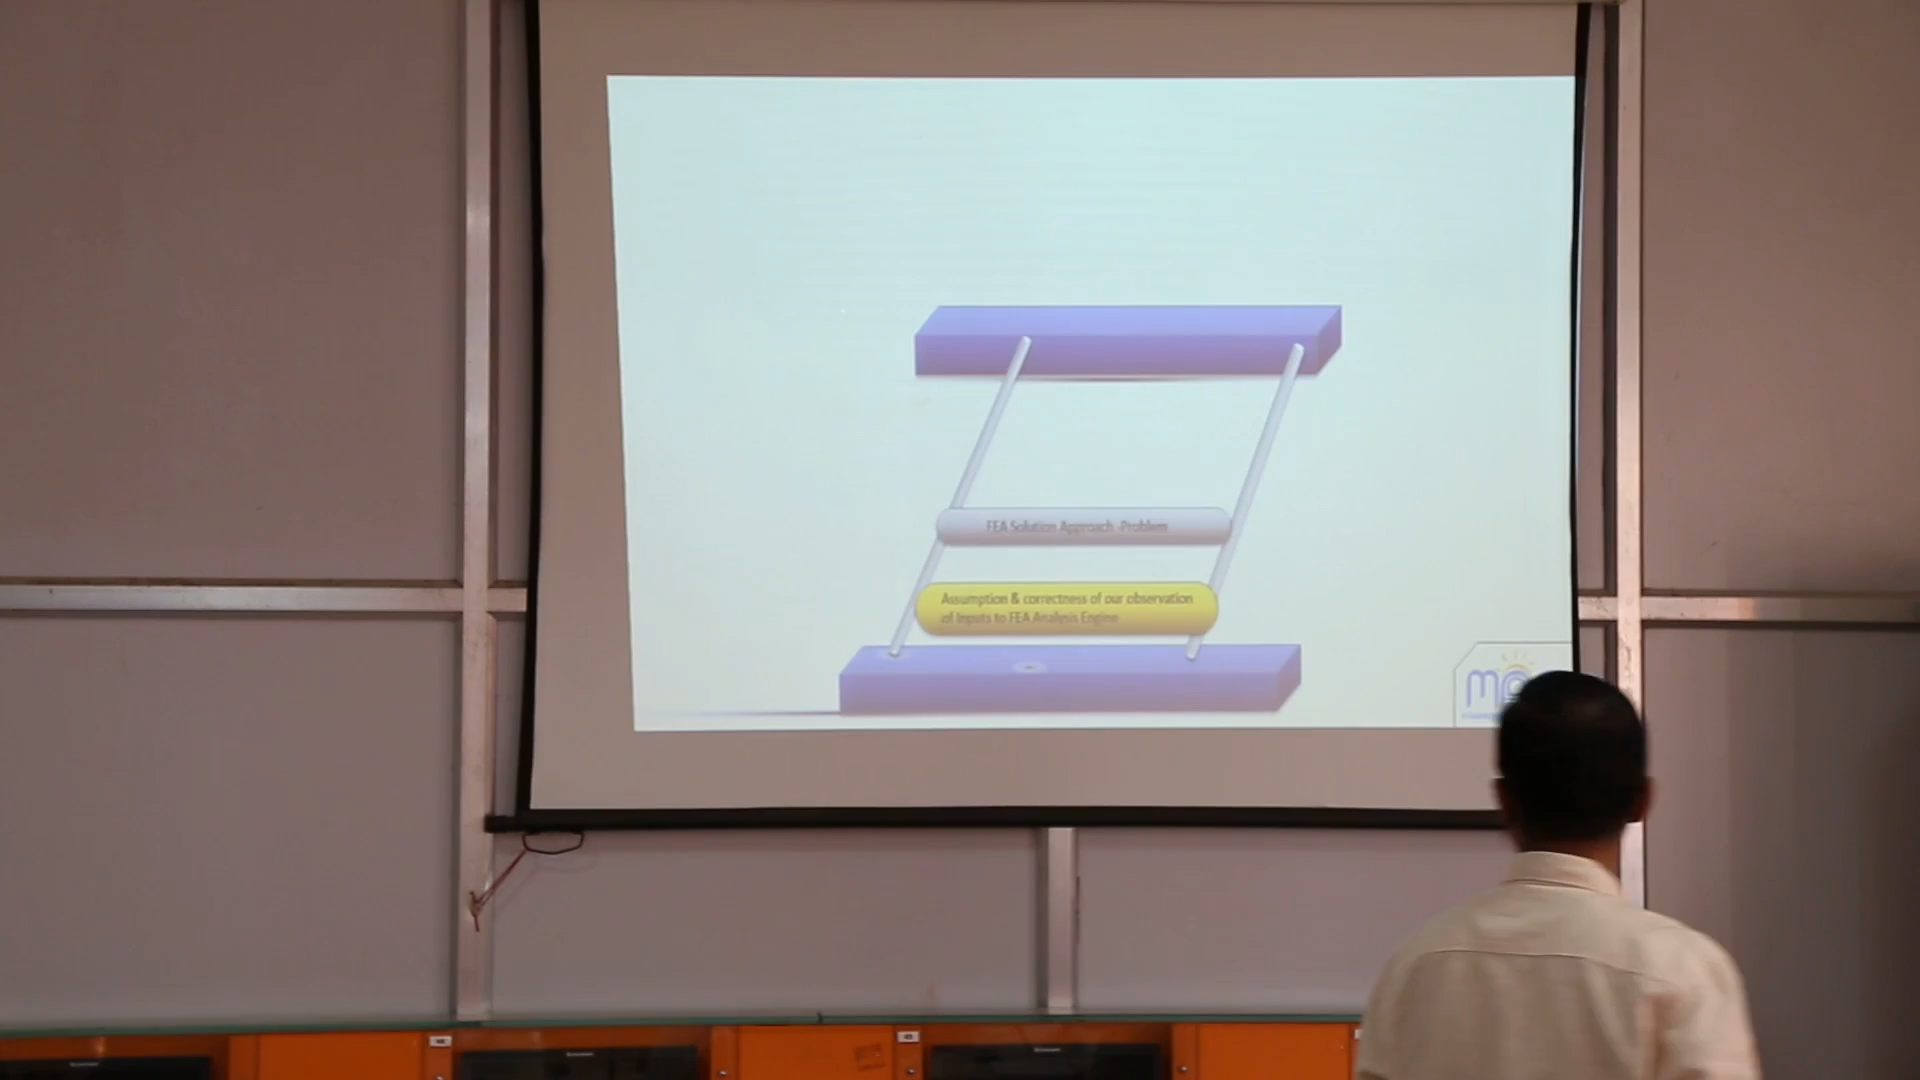 FEA Solution Approach -Problem
Assumption & correctness of our observation
of Inputs to FEA Analysis Engine